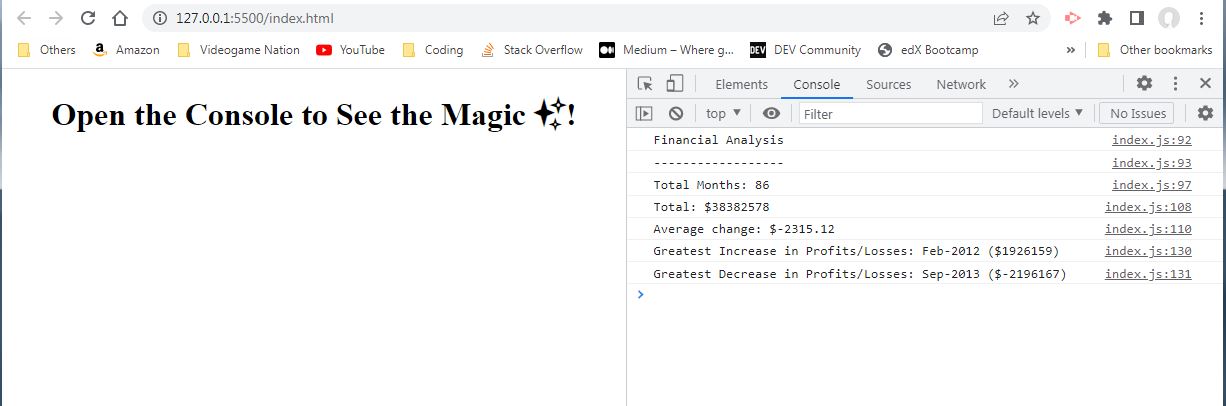 127.0.0.1:5500/index.html
Others Amazon Videogame Nation YouTube Coding Stack Overflow Medium – Where g... DEV DEV Community edX Bootcamp » Other bookmarks
Elements Console Sources Network »
top ▼ Filter Default levels ▼ No Issues
Open the Console to See the Magic ✨!
Financial Analysis index.js:92
------------------ index.js:93
Total Months: 86 index.js:97
Total: $38382578 index.js:108
Average change: $-2315.12 index.js:110
Greatest Increase in Profits/Losses: Feb-2012 ($1926159) index.js:130
Greatest Decrease in Profits/Losses: Sep-2013 ($-2196167) index.js:131